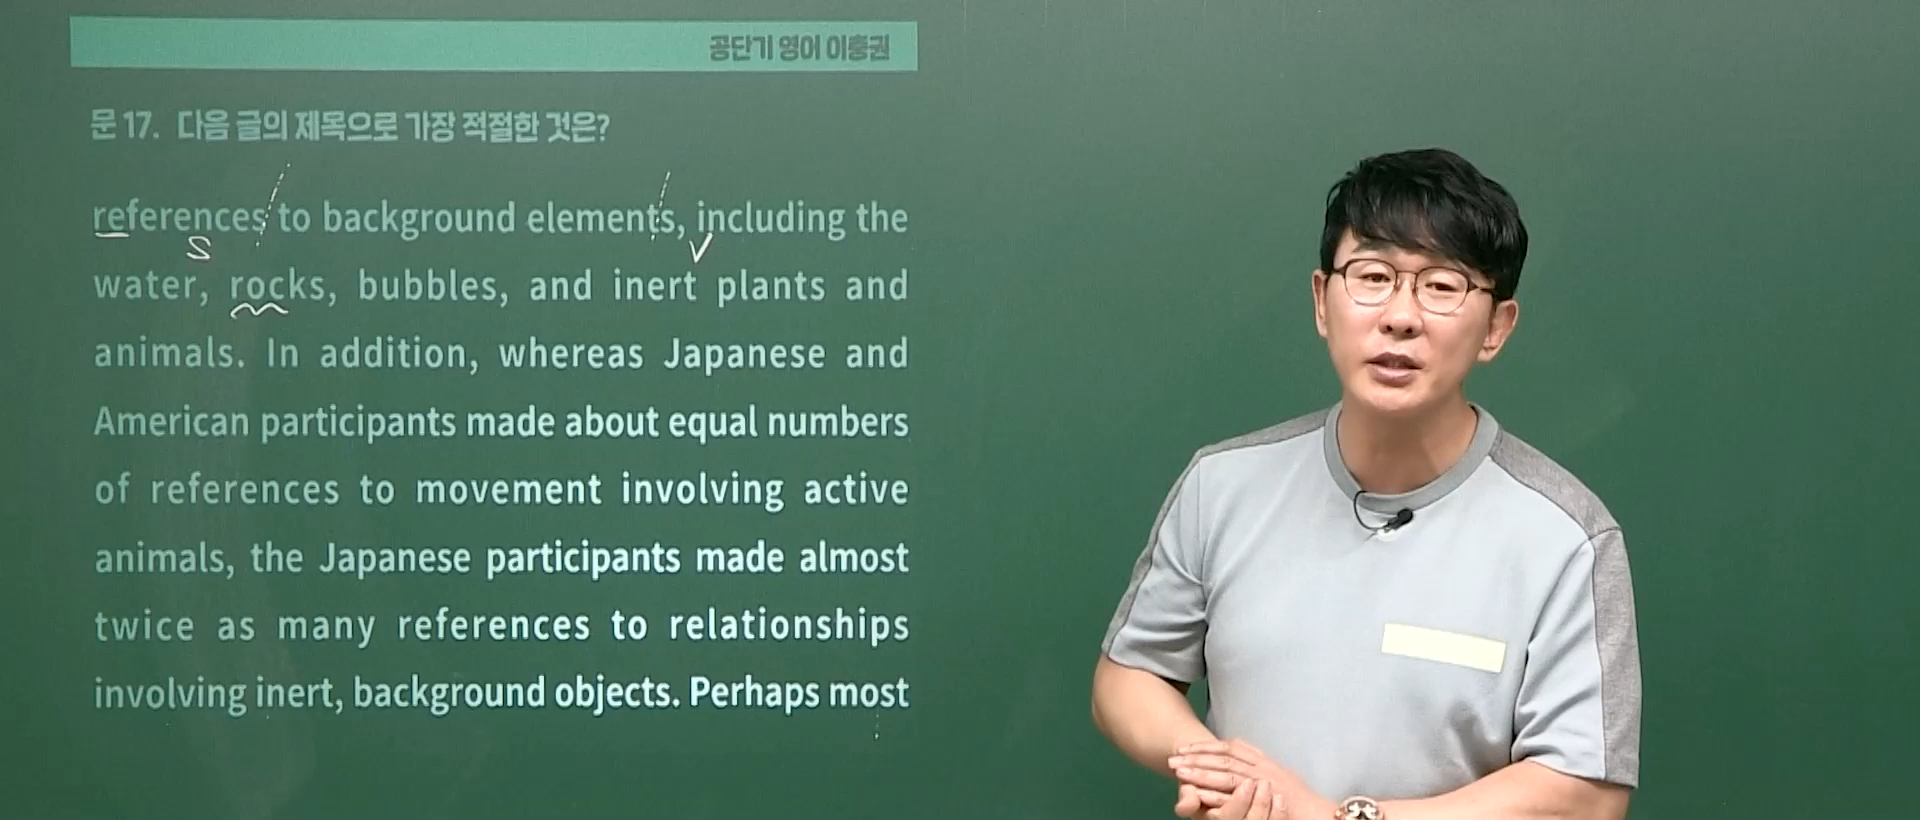 공단기 영어 이충권
문 17. 다음 글의 제목으로 가장 적절한 것은?
references to background elements, including the
S V
water, rocks, bubbles, and inert plants and
animals. In addition, whereas Japanese and
American participants made about equal numbers
of references to movement involving active
animals, the Japanese participants made almost
twice as many references to relationships
involving inert, background objects. Perhaps most